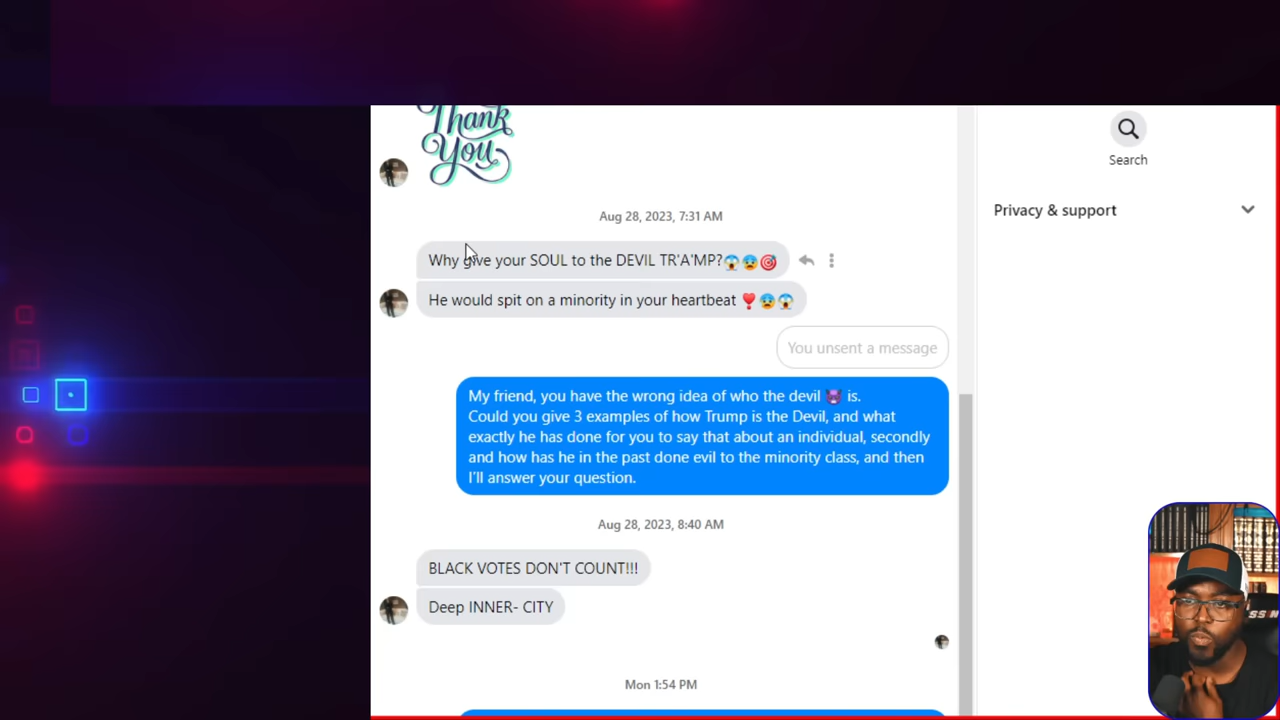 Thank
You
Search
Privacy & support
Aug 28, 2023, 7:31 AM
Why give your SOUL to the DEVIL TR'A'MP?😱😰🎯
He would spit on a minority in your heartbeat ❣️😰😱
You unsent a message
My friend, you have the wrong idea of who the devil 👿 is.
Could you give 3 examples of how Trump is the Devil, and what
exactly he has done for you to say that about an individual, secondly
and how has he in the past done evil to the minority class, and then
I'll answer your question.
Aug 28, 2023, 8:40 AM
BLACK VOTES DON'T COUNT!!!
Deep INNER- CITY
Mon 1:54 PM